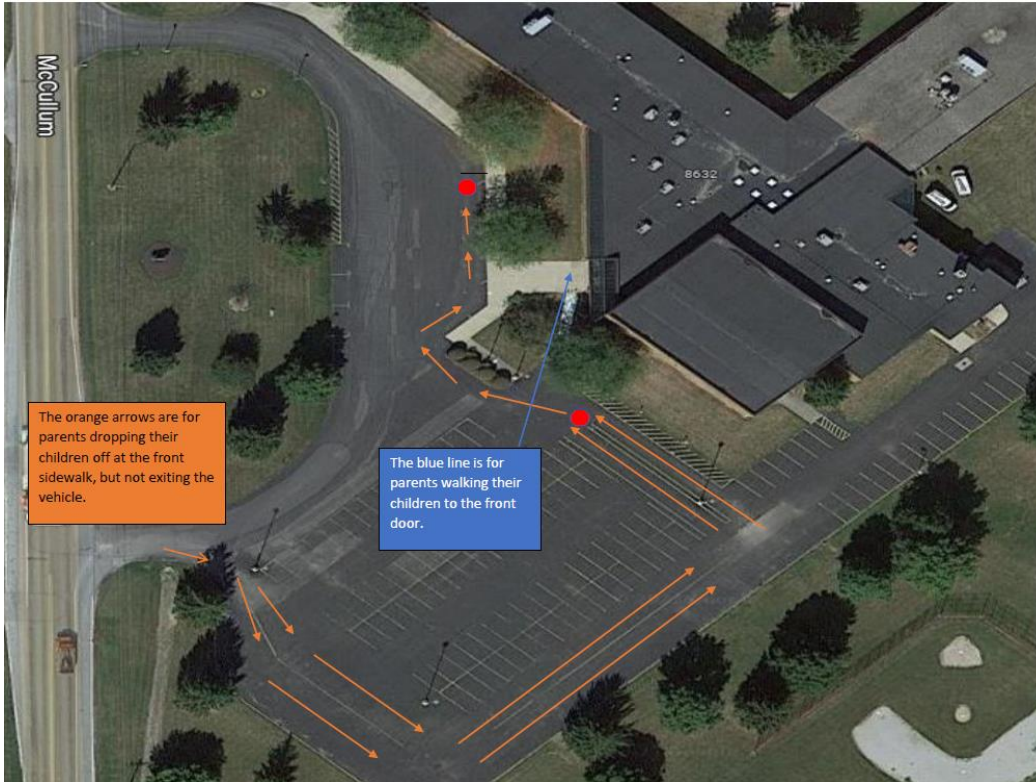 McCullum
8632
The orange arrows are for
parents dropping their
children off at the front
sidewalk, but not exiting the
vehicle.
The blue line is for
parents walking their
children to the front
door.